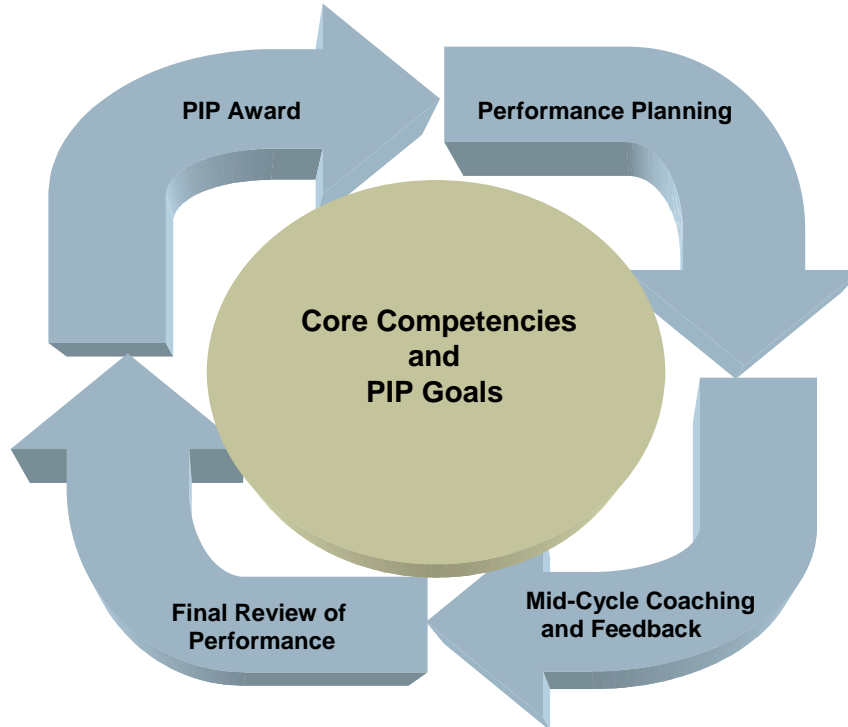 PIP Award
Performance Planning
Core Competencies
and
PIP Goals
Mid-Cycle Coaching
and Feedback
Final Review of
Performance